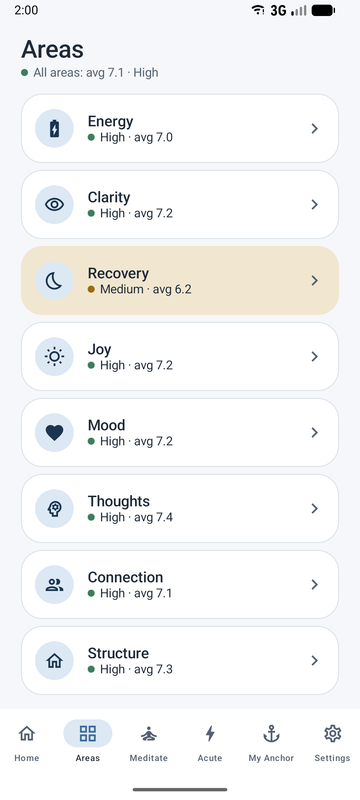 2:00
3G
Areas
All areas: avg 7.1 · High
Energy
High · avg 7.0
Clarity
High · avg 7.2
Recovery
Medium · avg 6.2
Joy
High · avg 7.2
Mood
High · avg 7.2
Thoughts
High · avg 7.4
Connection
High · avg 7.1
Structure
High · avg 7.3
Home
Areas
Meditate
Acute
My Anchor
Settings